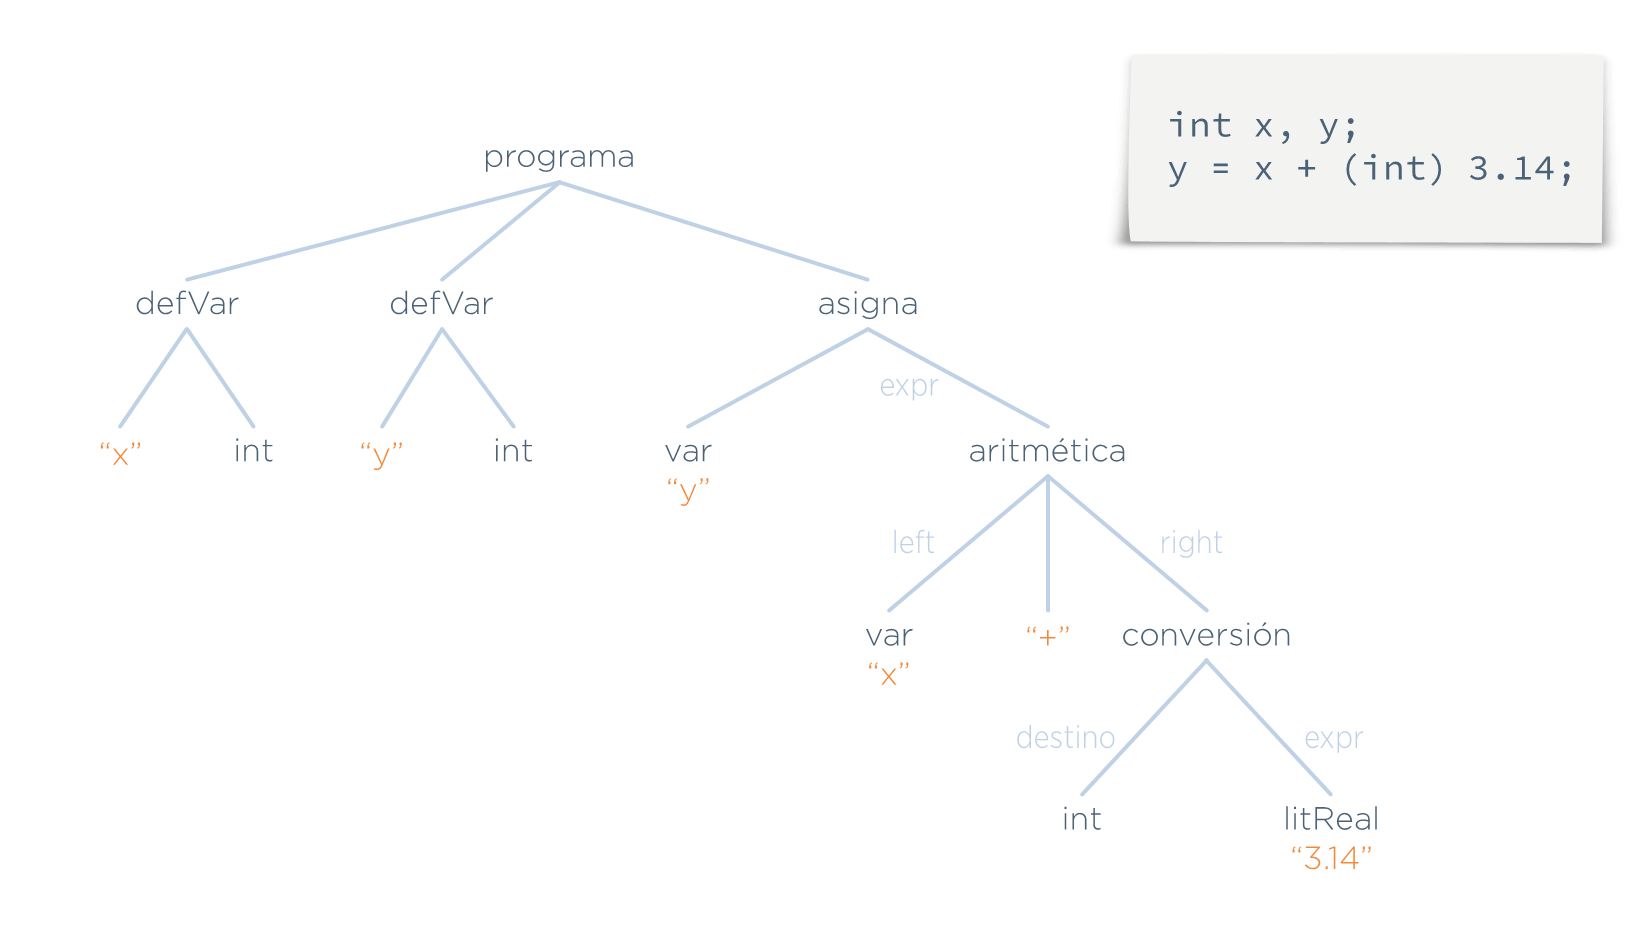 int x, y;
y = x + (int) 3.14;
programa
defVar defVar asigna
expr
“x” int “y” int var aritmética
“y”
left right
var “+” conversión
“x”
destino expr
int litReal
“3.14”